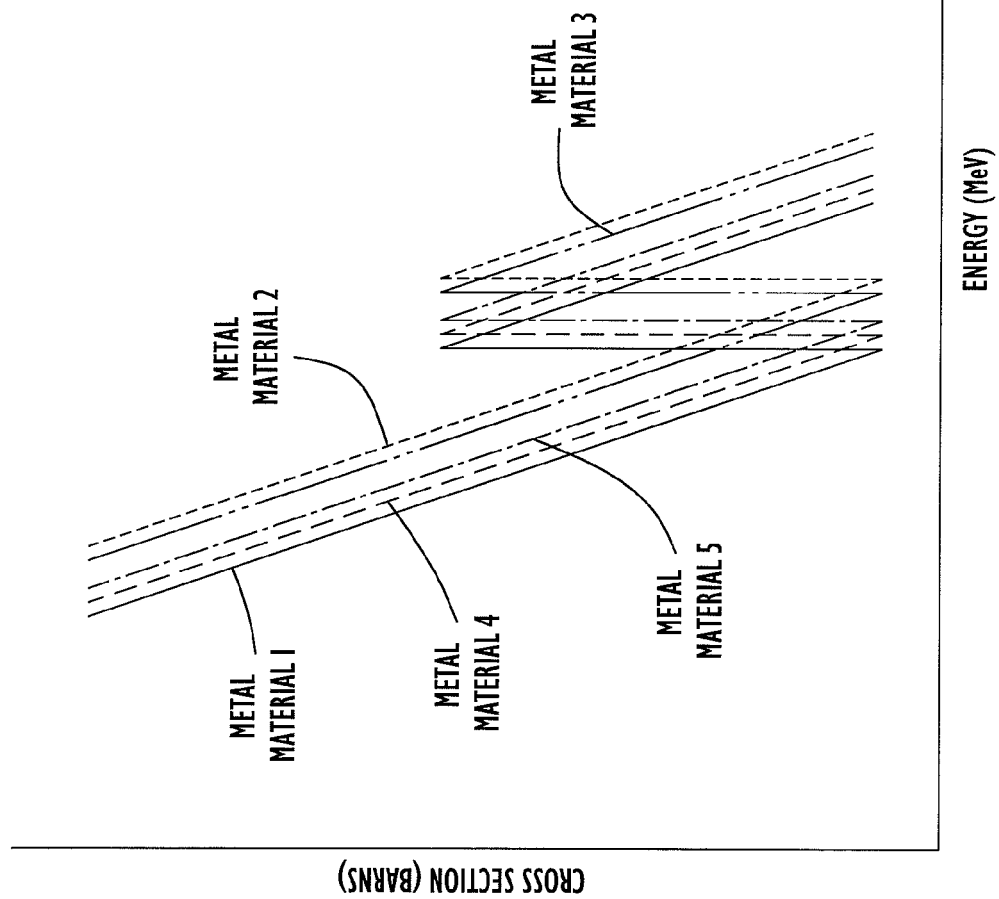 METAL
MATERIAL 1
METAL
MATERIAL 2
METAL
MATERIAL 3
METAL
MATERIAL 4
METAL
MATERIAL 5
CROSS SECTION (BARNS)
ENERGY (MeV)